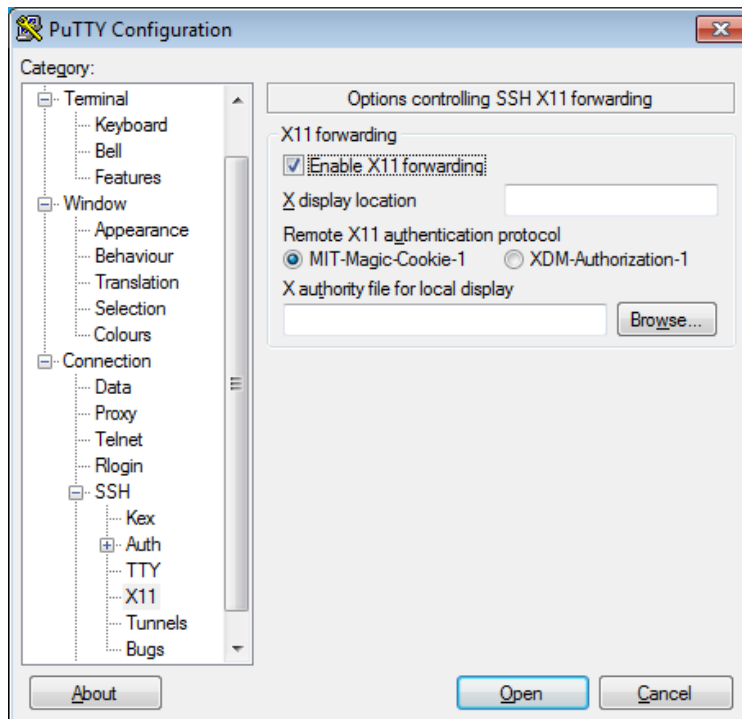 PuTTY Configuration
Category:
Terminal
Keyboard
Bell
Features
Window
Appearance
Behaviour
Translation
Selection
Colours
Connection
Data
Proxy
Telnet
Rlogin
SSH
Kex
Auth
TTY
X11
Tunnels
Bugs
Options controlling SSH X11 forwarding
X11 forwarding
Enable X11 forwarding
X display location
Remote X11 authentication protocol
MIT-Magic-Cookie-1 XDM-Authorization-1
X authority file for local display
Browse...
About Open Cancel